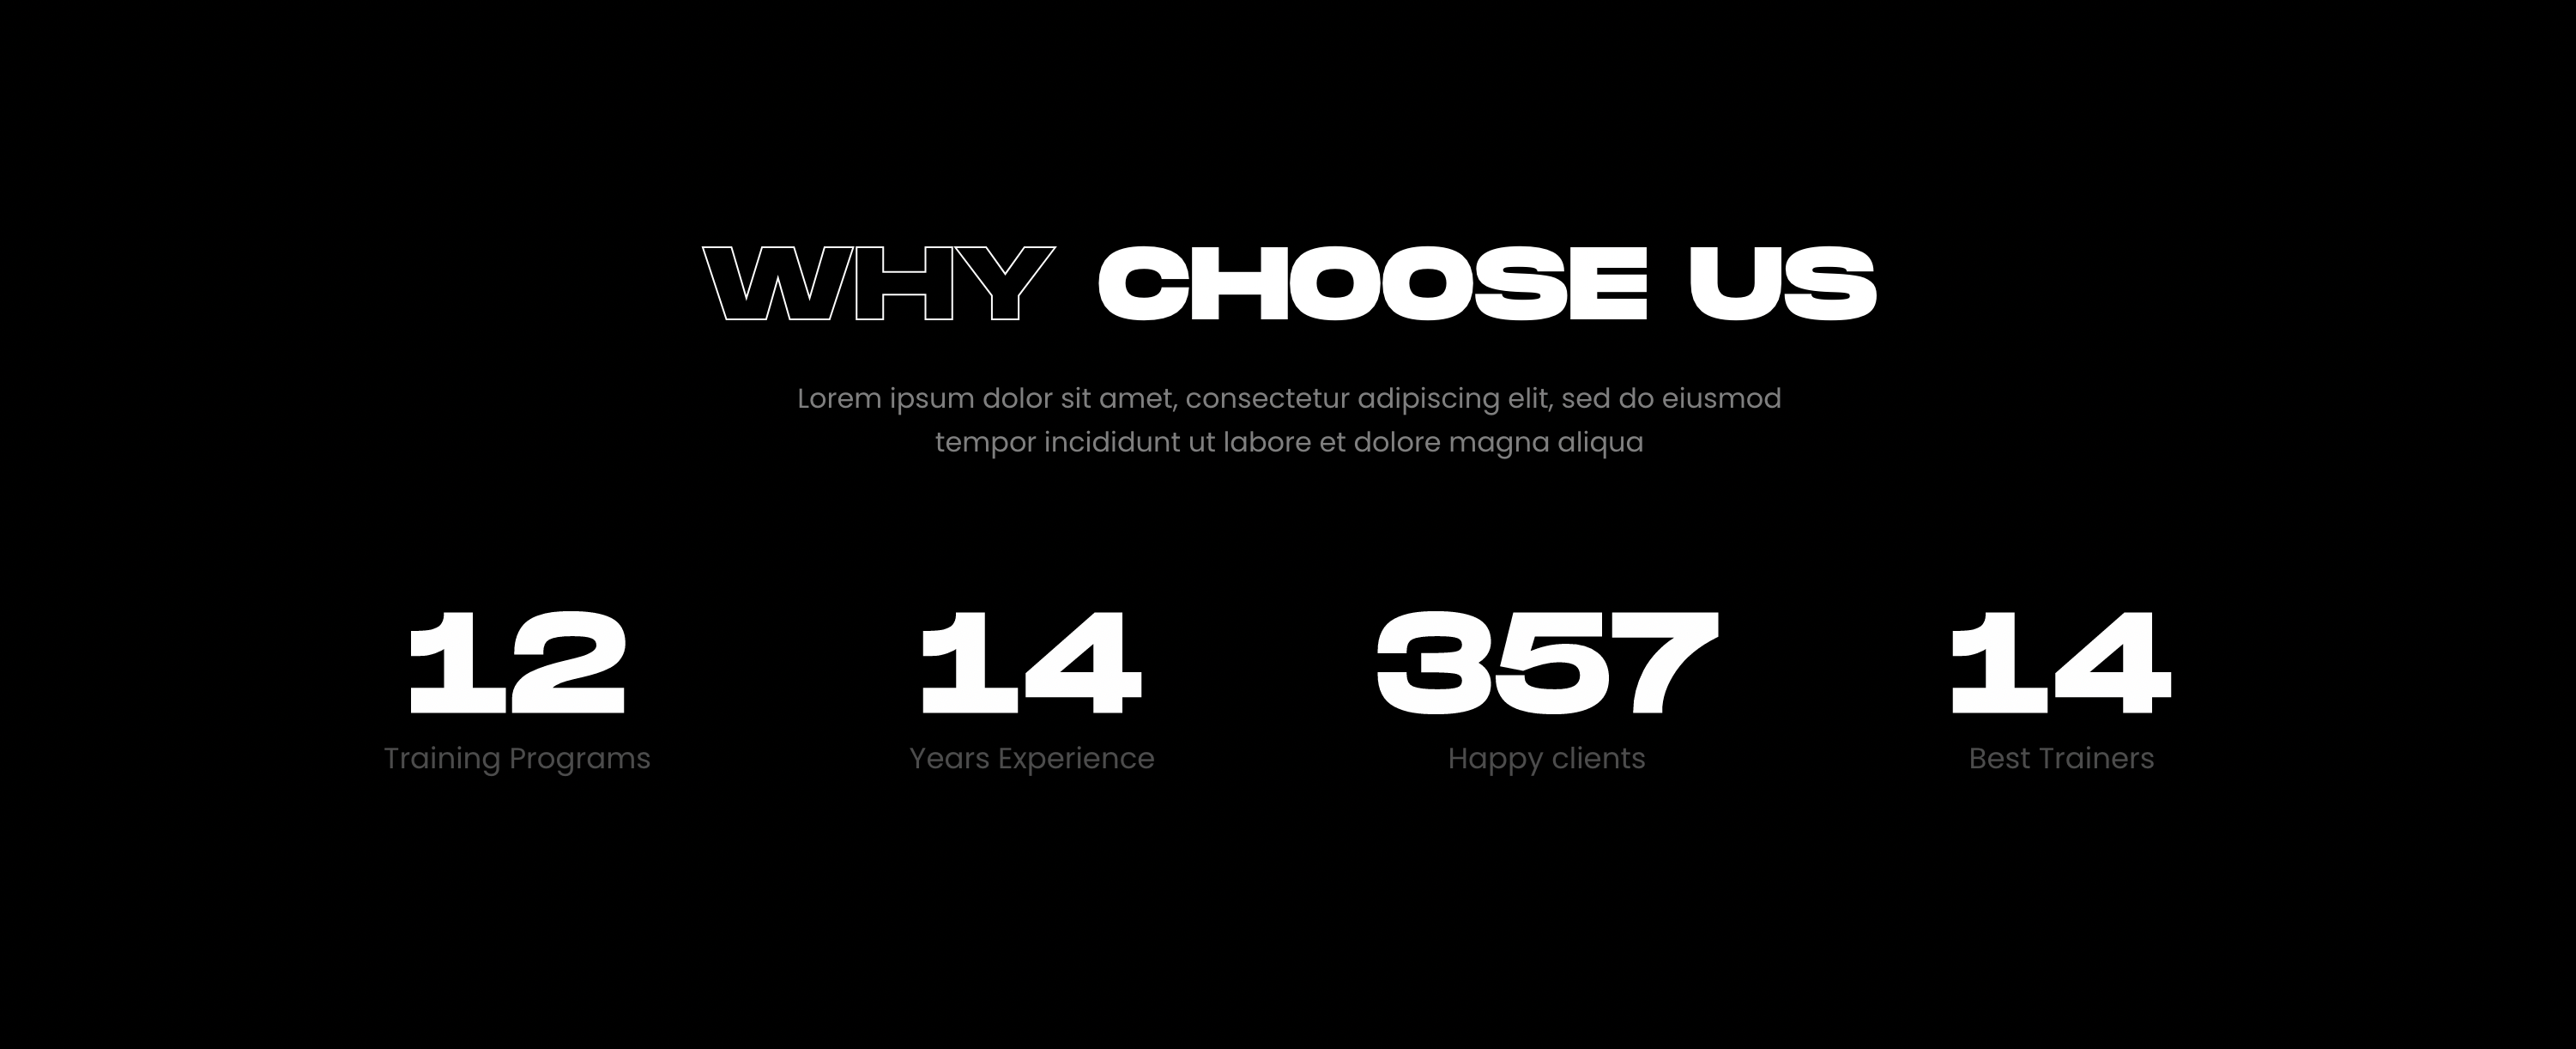 WHY CHOOSE US
Lorem ipsum dolor sit amet, consectetur adipiscing elit, sed do eiusmod
tempor incididunt ut labore et dolore magna aliqua
12
Training Programs
14
Years Experience
357
Happy clients
14
Best Trainers